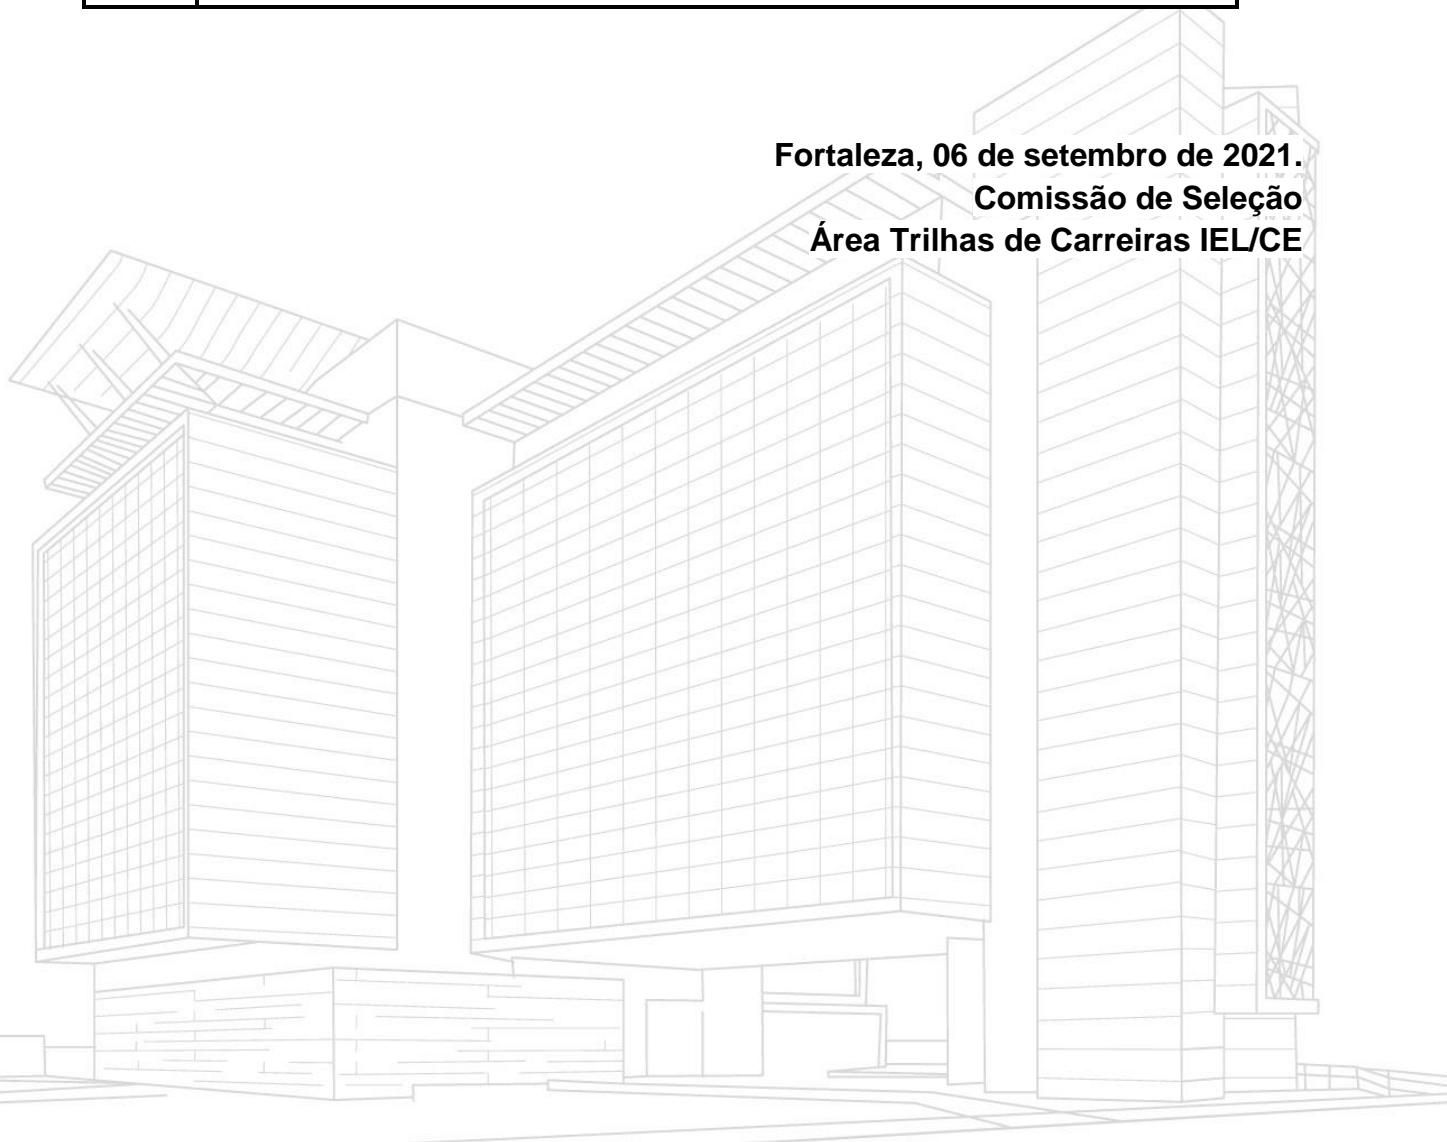 Fortaleza, 06 de setembro de 2021.
Comissão de Seleção
Área Trilhas de Carreiras IEL/CE